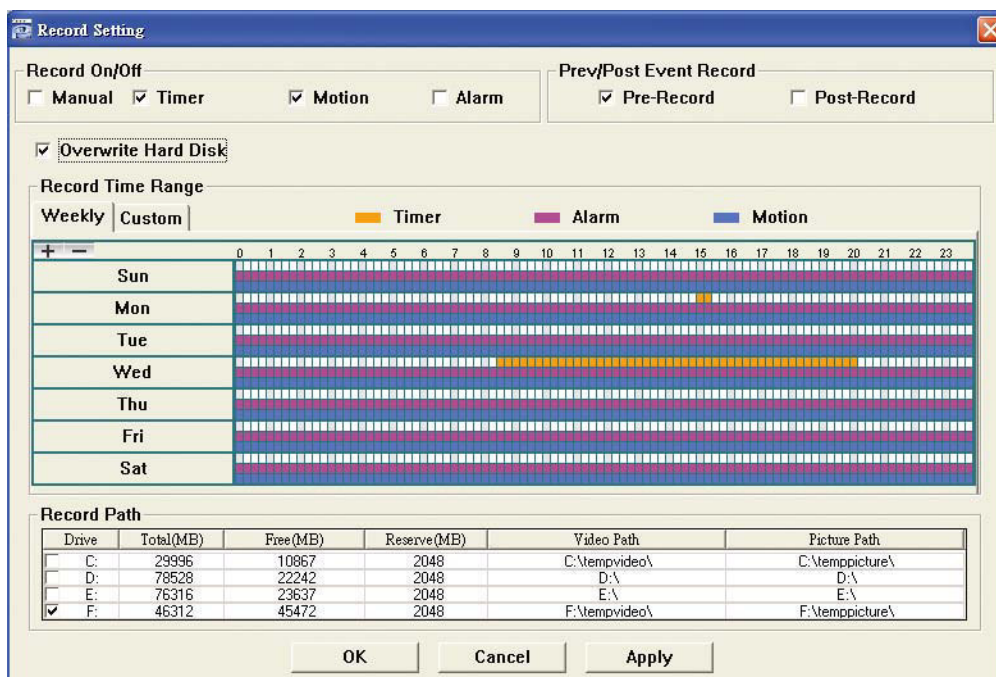 Record Setting
Record On/Off
Manual Timer Motion Alarm
Prev/Post Event Record
Pre-Record Post-Record
Overwrite Hard Disk
Record Time Range
Weekly Custom Timer Alarm Motion
+ − 0 1 2 3 4 5 6 7 8 9 10 11 12 13 14 15 16 17 18 19 20 21 22 23
Sun
Mon
Tue
Wed
Thu
Fri
Sat
Record Path
Drive Total(MB) Free(MB) Reserve(MB) Video Path Picture Path
C: 29996 10867 2048 C:\tempvideo\ C:\temppicture\
D: 78528 22242 2048 D:\ D:\
E: 76316 23637 2048 E:\ E:\
F: 46312 45472 2048 F:\tempvideo\ F:\temppicture\
OK Cancel Apply